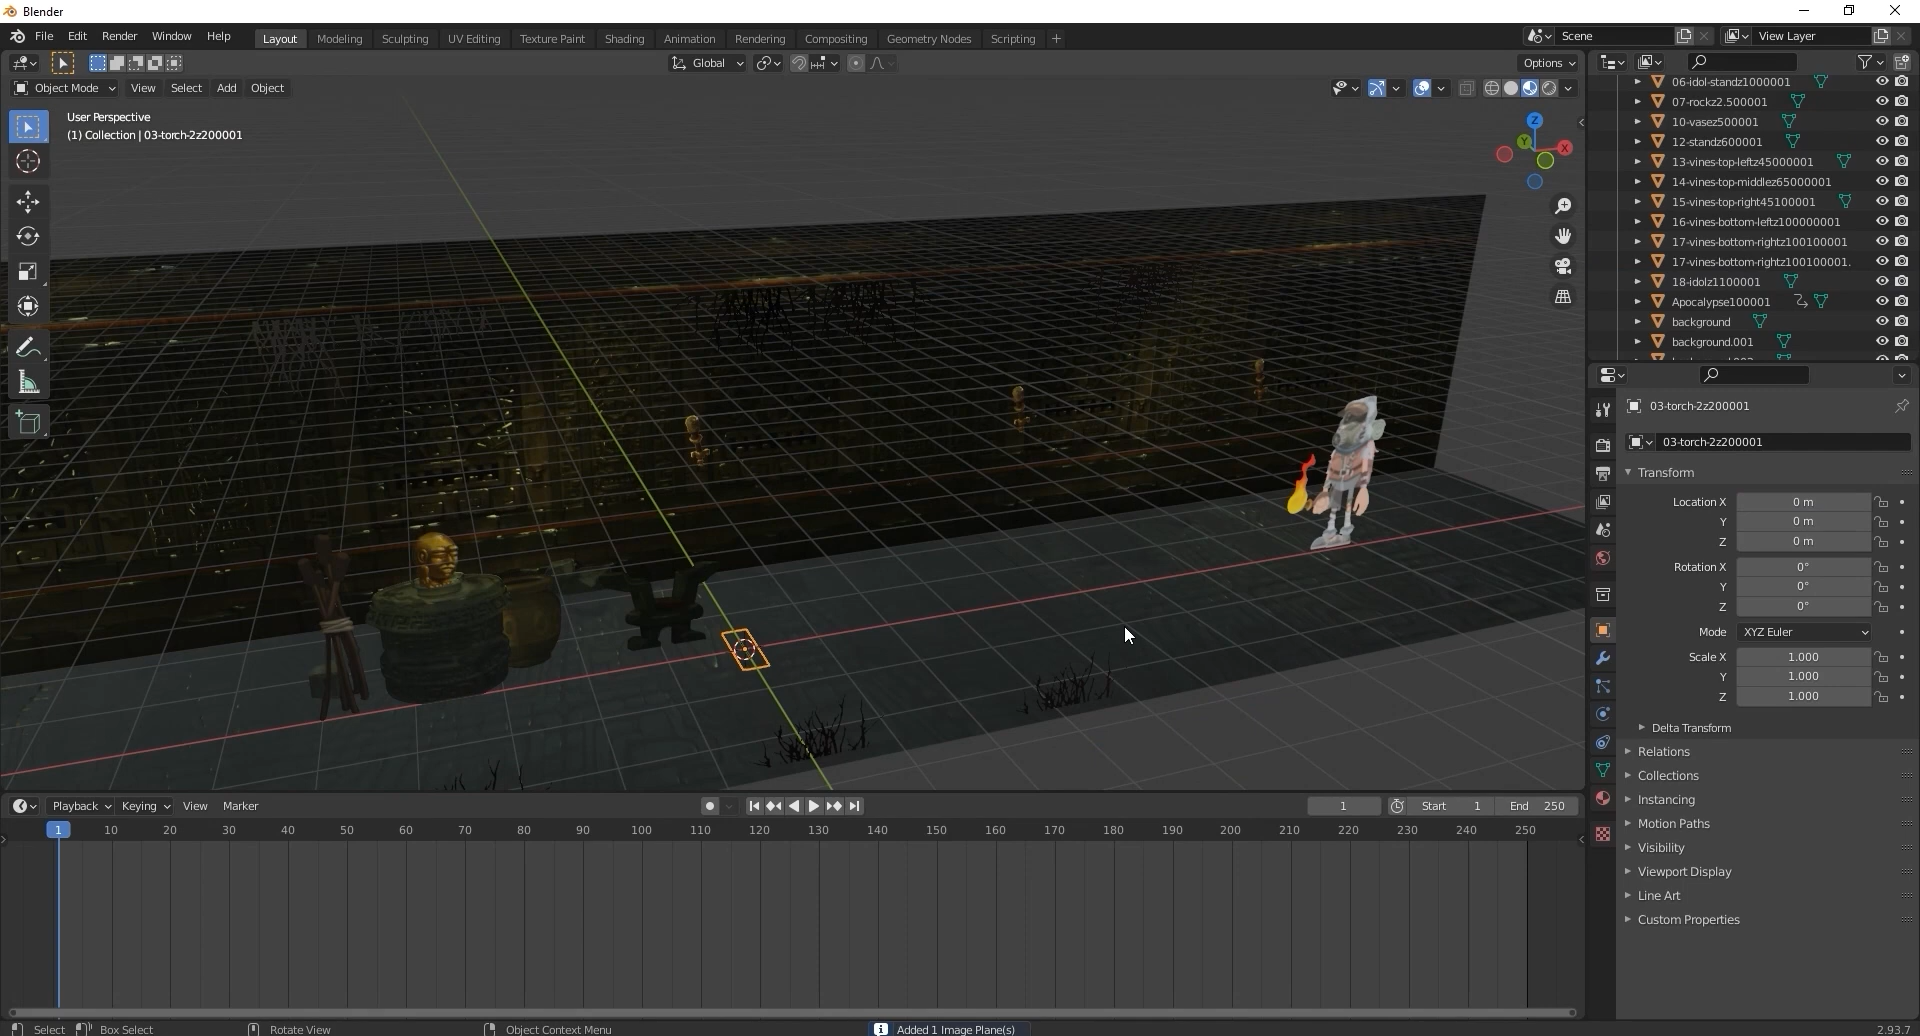 Blender
File Edit Render Window Help
Layout Modeling Sculpting UV Editing Texture Paint Shading Animation Rendering Compositing Geometry Nodes Scripting +
Scene
View Layer
Global
Options
Object Mode View Select Add Object
User Perspective
(1) Collection | 03-torch-2z200001
Z
Y
X
06-idol-standz1000001
07-rockz2.500001
10-vasez500001
12-standz600001
13-vines-top-leftz45000001
14-vines-top-middlez65000001
15-vines-top-right45100001
16-vines-bottom-leftz100000001
17-vines-bottom-rightz100100001
17-vines-bottom-rightz100100001.
18-idolz1100001
Apocalypse100001
background
background.001
03-torch-2z200001
03-torch-2z200001
Transform
Location X 0 m
Y 0 m
Z 0 m
Rotation X 0°
Y 0°
Z 0°
Mode XYZ Euler
Scale X 1.000
Y 1.000
Z 1.000
Delta Transform
Relations
Collections
Instancing
Motion Paths
Visibility
Viewport Display
Line Art
Custom Properties
Playback Keying View Marker
1 Start 1 End 250
1 10 20 30 40 50 60 70 80 90 100 110 120 130 140 150 160 170 180 190 200 210 220 230 240 250
Select Box Select Rotate View Object Context Menu Added 1 Image Plane(s) 2.93.7